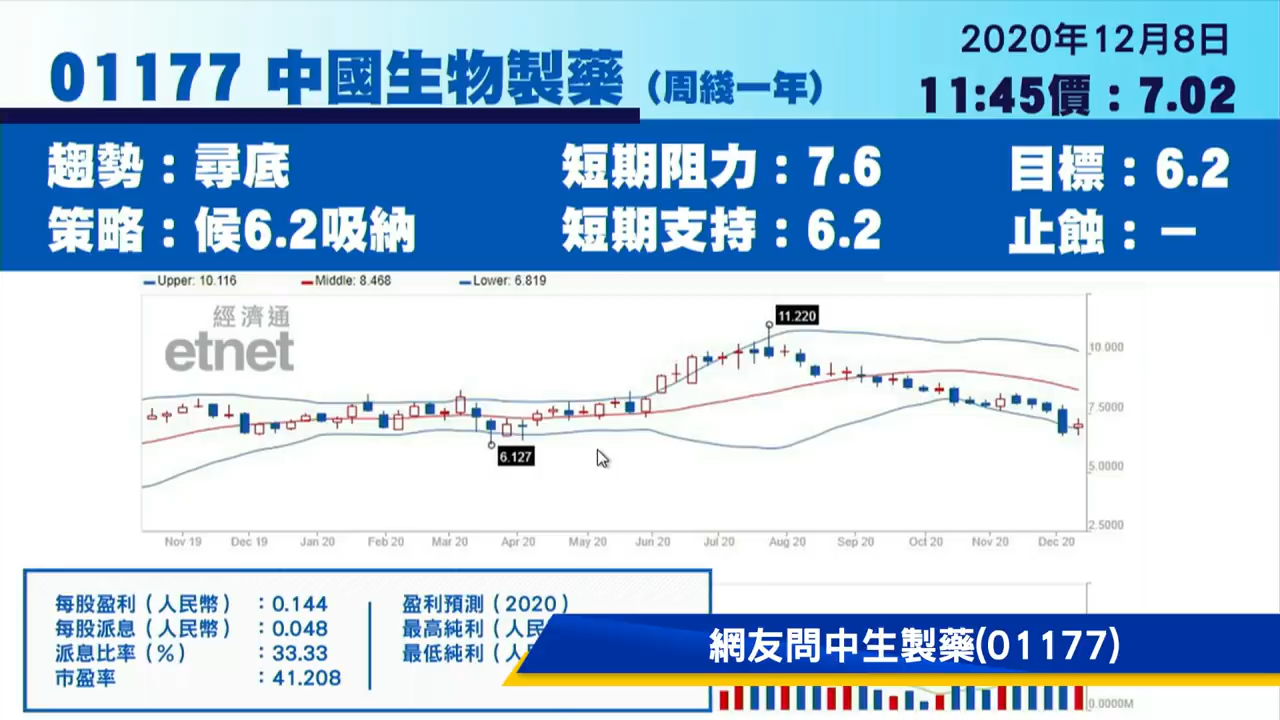 01177 中國生物製藥（周綫一年）
2020年12月8日
11:45價：7.02
趨勢：尋底
短期阻力：7.6
目標：6.2
策略：候6.2吸納
短期支持：6.2
止蝕：－
Upper: 10.116
Middle: 8.468
Lower: 6.819
經濟通
etnet
11.220
10.000
7.5000
6.127
5.0000
2.5000
Nov 19
Dec 19
Jan 20
Feb 20
Mar 20
Apr 20
May 20
Jun 20
Jul 20
Aug 20
Sep 20
Oct 20
Nov 20
Dec 20
每股盈利（人民幣）：0.144
每股派息（人民幣）：0.048
派息比率（%）：33.33
市盈率：41.208
盈利預測（2020）
最高純利（人民
最低純利（人
網友問中生製藥(01177)
0.0000M